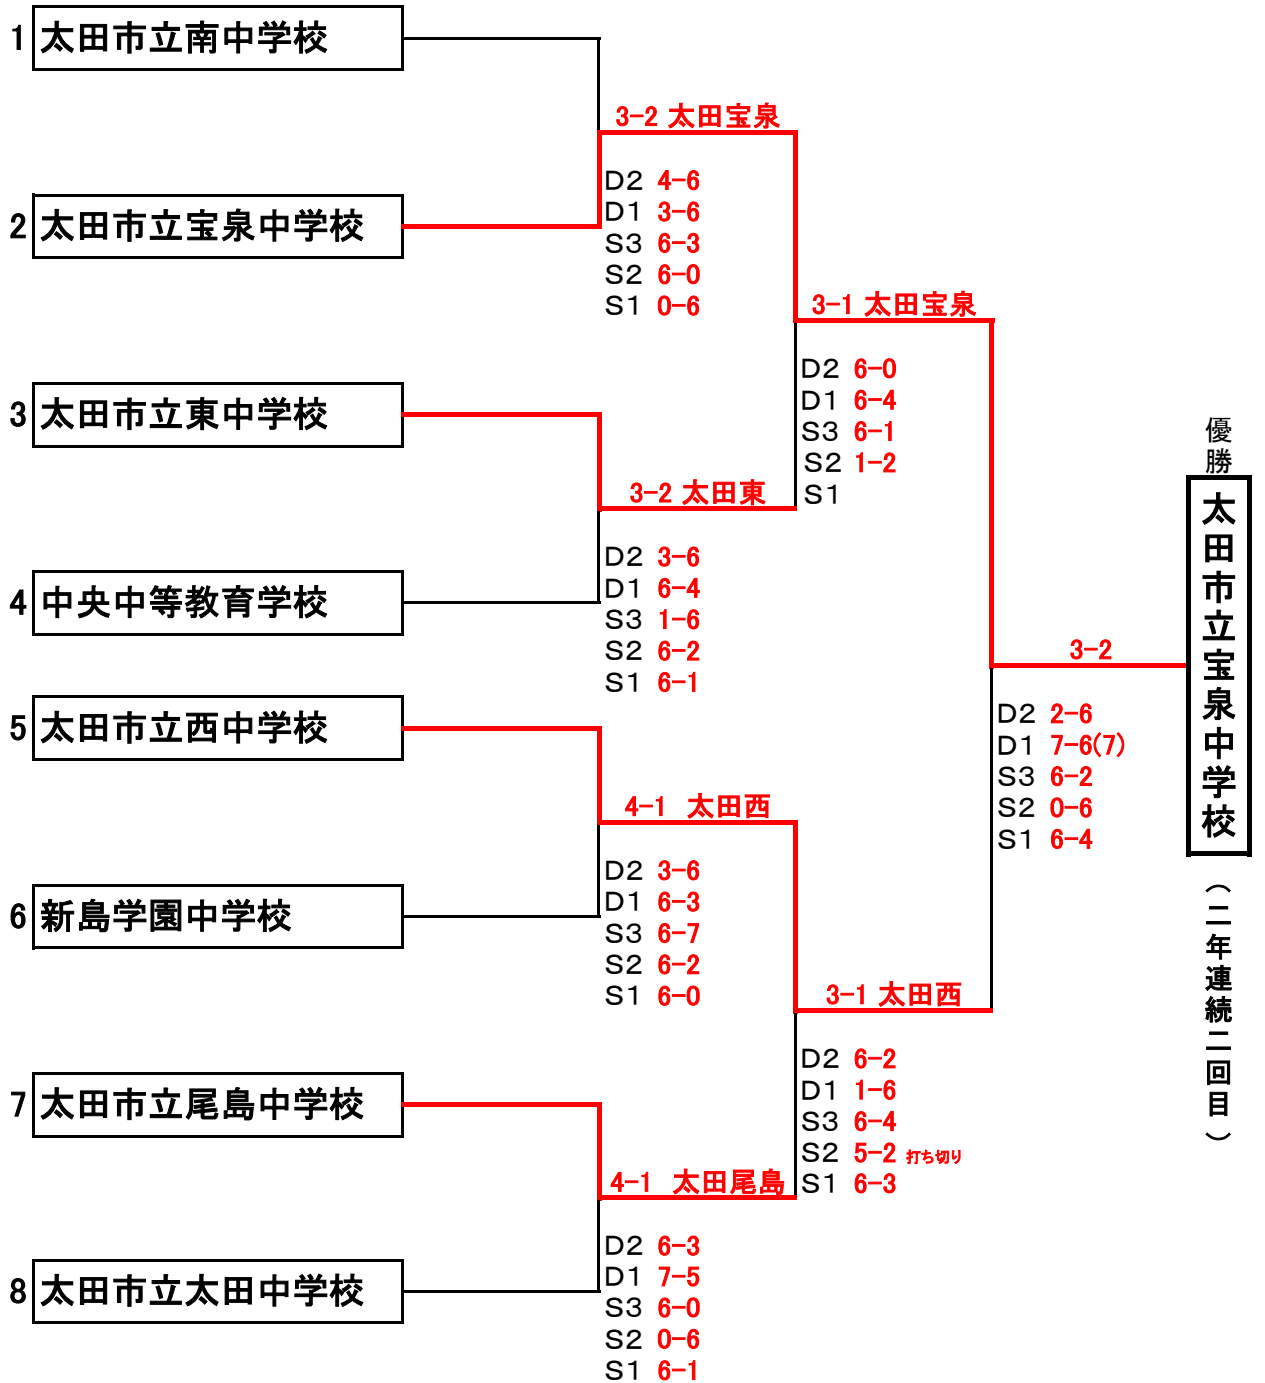 1 太田市立南中学校
3-2 太田宝泉
D2 4-6
D1 3-6
S3 6-3
S2 6-0
S1 0-6
2 太田市立宝泉中学校
3-1 太田宝泉
D2 6-0
D1 6-4
S3 6-1
S2 1-2
S1
3 太田市立東中学校
3-2 太田東
D2 3-6
D1 6-4
S3 1-6
S2 6-2
S1 6-1
4 中央中等教育学校
3-2
D2 2-6
D1 7-6(7)
S3 6-2
S2 0-6
S1 6-4
優勝
太田市立宝泉中学校
（二年連続二回目）
5 太田市立西中学校
4-1 太田西
D2 3-6
D1 6-3
S3 6-7
S2 6-2
S1 6-0
6 新島学園中学校
3-1 太田西
D2 6-2
D1 1-6
S3 6-4
S2 5-2 打ち切り
S1 6-3
7 太田市立尾島中学校
4-1 太田尾島
D2 6-3
D1 7-5
S3 6-0
S2 0-6
S1 6-1
8 太田市立太田中学校